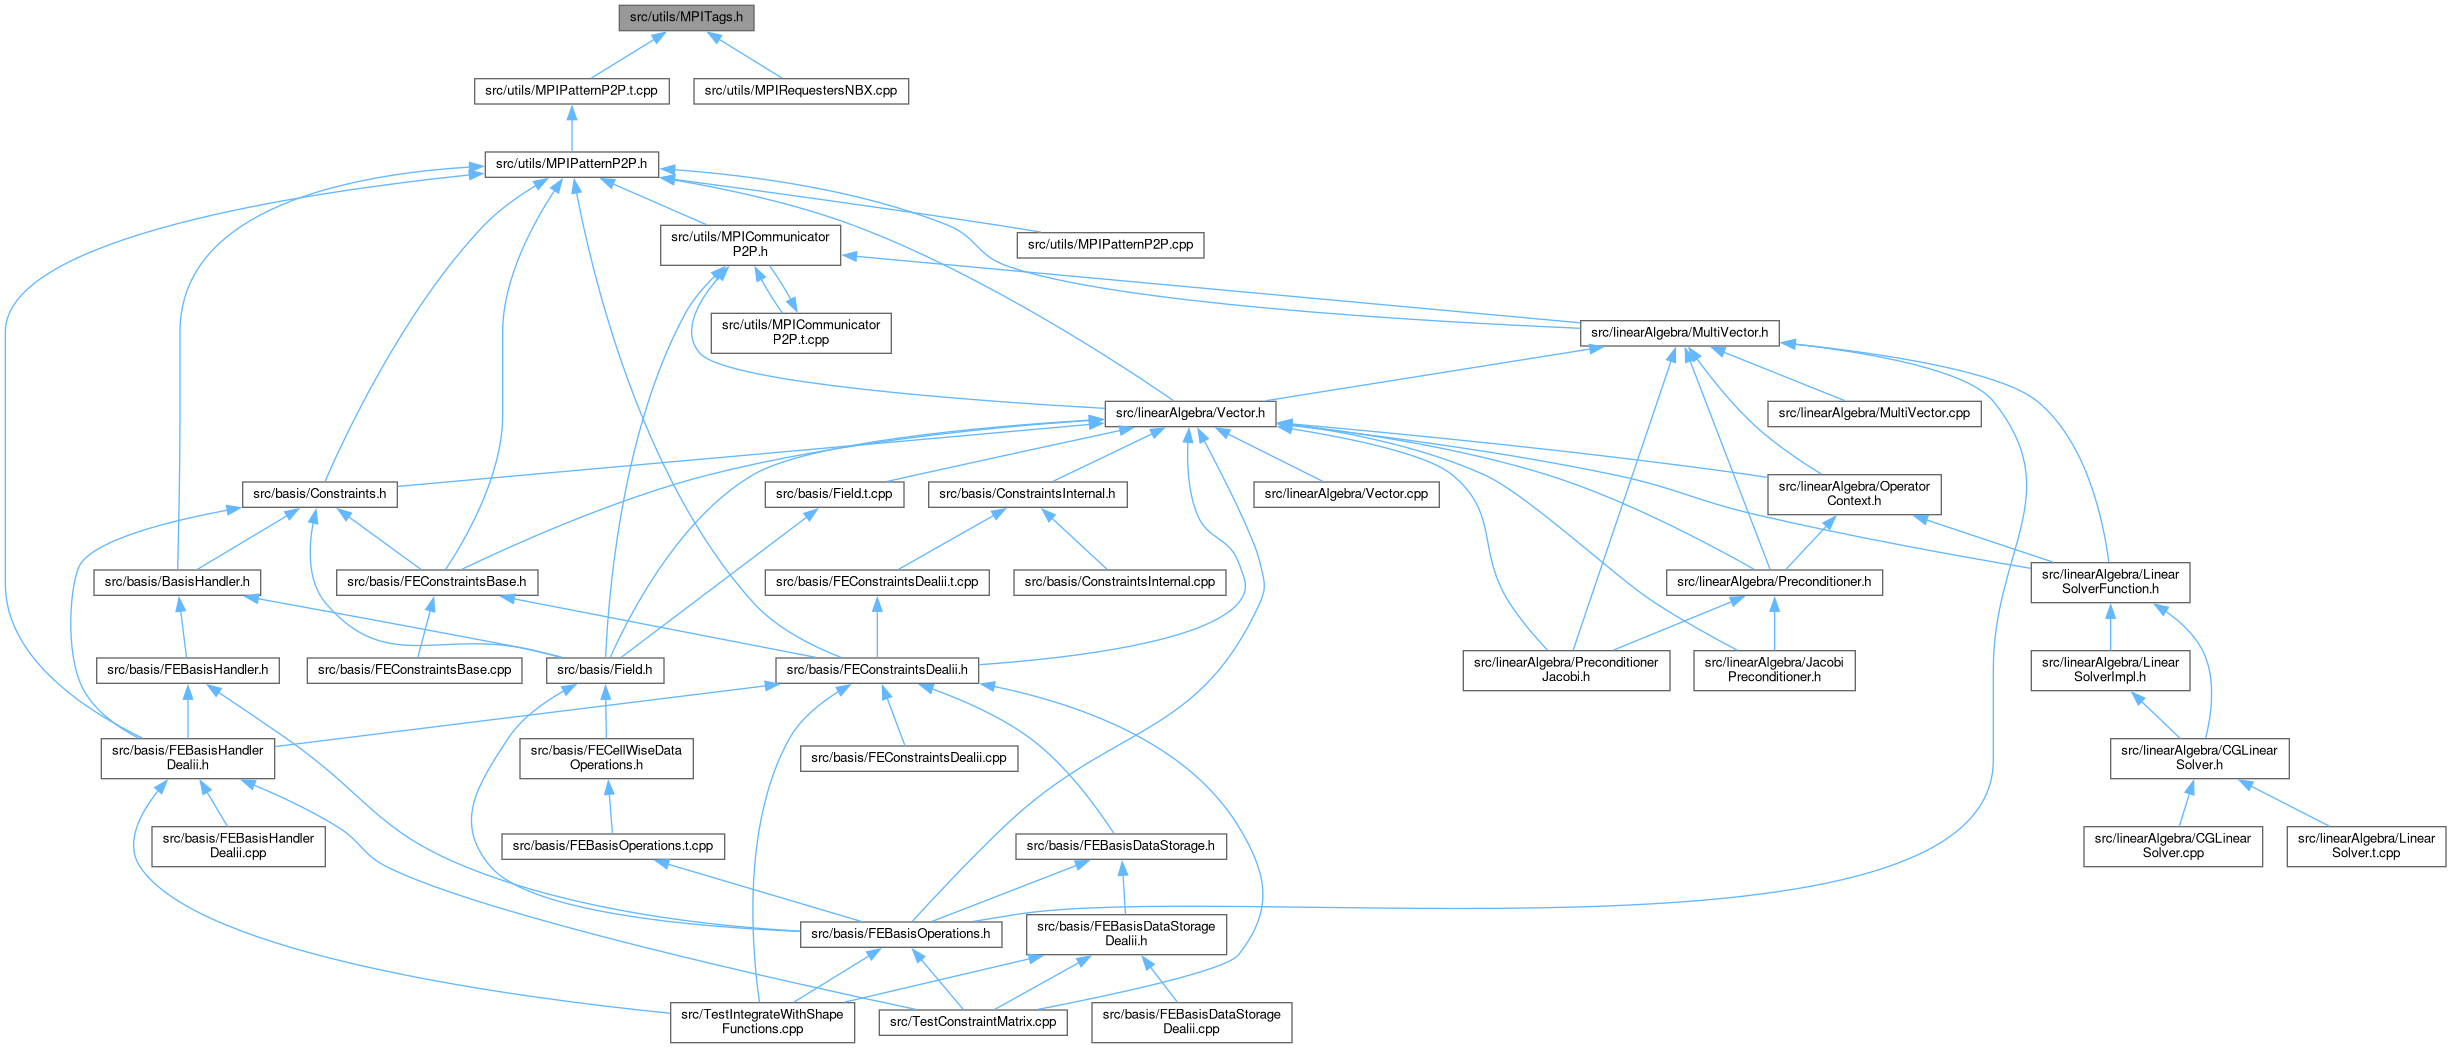 src/utils/MPITags.h
src/utils/MPIPatternP2P.t.cpp
src/utils/MPIRequestersNBX.cpp
src/utils/MPIPatternP2P.h
src/utils/MPICommunicator
P2P.h
src/utils/MPIPatternP2P.cpp
src/utils/MPICommunicator
P2P.t.cpp
src/linearAlgebra/MultiVector.h
src/linearAlgebra/Vector.h
src/linearAlgebra/MultiVector.cpp
src/basis/Constraints.h
src/basis/Field.t.cpp
src/basis/ConstraintsInternal.h
src/linearAlgebra/Vector.cpp
src/linearAlgebra/Operator
Context.h
src/basis/BasisHandler.h
src/basis/FEConstraintsBase.h
src/basis/FEConstraintsDealii.t.cpp
src/basis/ConstraintsInternal.cpp
src/linearAlgebra/Preconditioner.h
src/linearAlgebra/Linear
SolverFunction.h
src/basis/FEBasisHandler.h
src/basis/FEConstraintsBase.cpp
src/basis/Field.h
src/basis/FEConstraintsDealii.h
src/linearAlgebra/Preconditioner
Jacobi.h
src/linearAlgebra/Jacobi
Preconditioner.h
src/linearAlgebra/Linear
SolverImpl.h
src/basis/FEBasisHandler
Dealii.h
src/basis/FECellWiseData
Operations.h
src/basis/FEConstraintsDealii.cpp
src/linearAlgebra/CGLinear
Solver.h
src/basis/FEBasisHandler
Dealii.cpp
src/basis/FEBasisOperations.t.cpp
src/basis/FEBasisDataStorage.h
src/linearAlgebra/CGLinear
Solver.cpp
src/linearAlgebra/Linear
Solver.t.cpp
src/basis/FEBasisOperations.h
src/basis/FEBasisDataStorage
Dealii.h
src/TestIntegrateWithShape
Functions.cpp
src/TestConstraintMatrix.cpp
src/basis/FEBasisDataStorage
Dealii.cpp